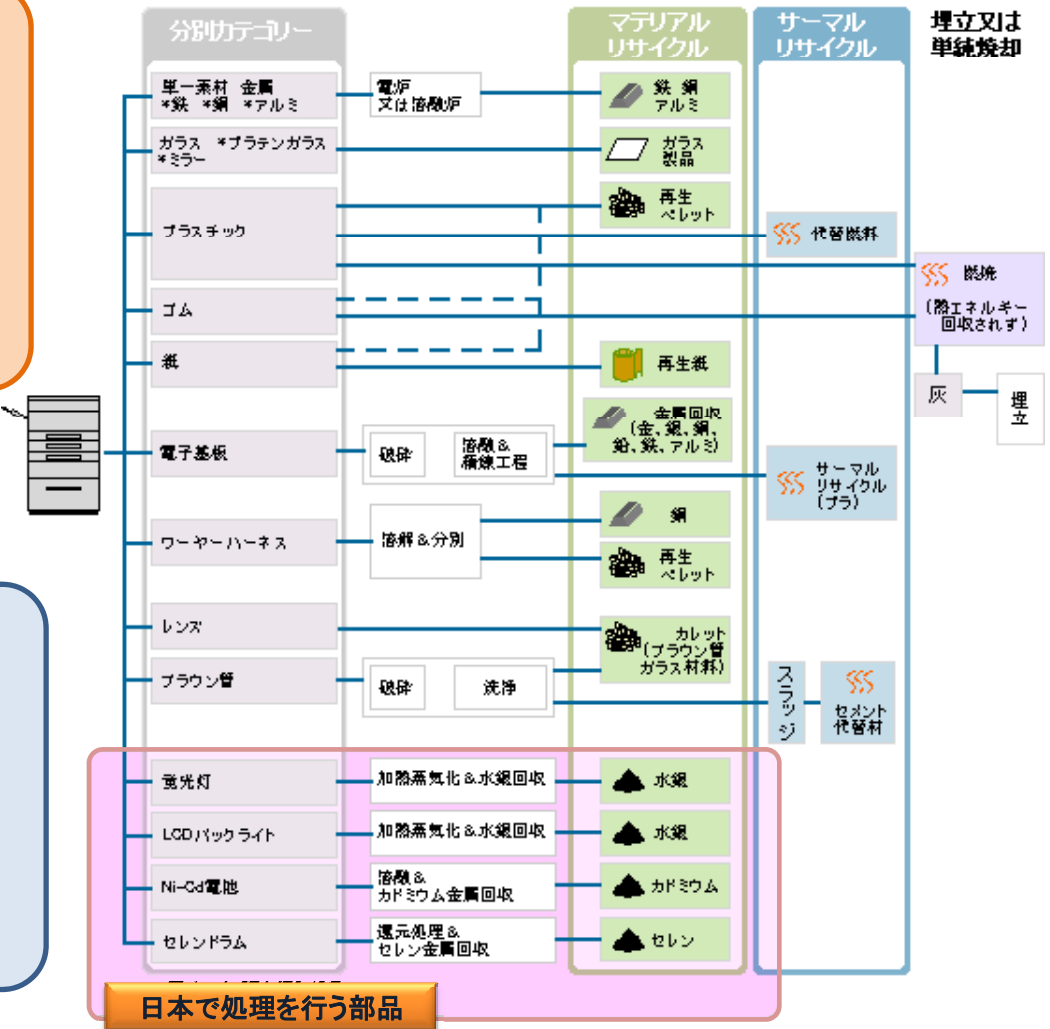 分別カテゴリー
マテリアル
リサイクル
サーマル
リサイクル
埋立又は
単純焼却
単一素材 金属
*鉄 *銅 *アルミ
電炉
又は溶融炉
鉄 銅
アルミ
ガラス *プラテンガラス
*ミラー
ガラス
製品
プラスチック
再生
ペレット
代替燃料
燃焼
(熱エネルギー
回収されず)
灰
埋立
ゴム
紙
再生紙
電子基板
破砕
溶融&
精錬工程
金属回収
(金、銀、銅、
鉛、鉄、アルミ)
サーマル
リサイクル
(プラ)
ワーヤーハーネス
溶解&分別
銅
再生
ペレット
レンズ
カレット
(ブラウン管
ガラス材料)
ブラウン管
破砕
洗浄
スラッジ
セメント
代替材
蛍光灯
加熱蒸気化&水銀回収
水銀
LCDバックライト
加熱蒸気化&水銀回収
水銀
Ni-Cd電池
溶融&
カドミウム金属回収
カドミウム
セレンドラム
還元処理&
セレン金属回収
セレン
日本で処理を行う部品